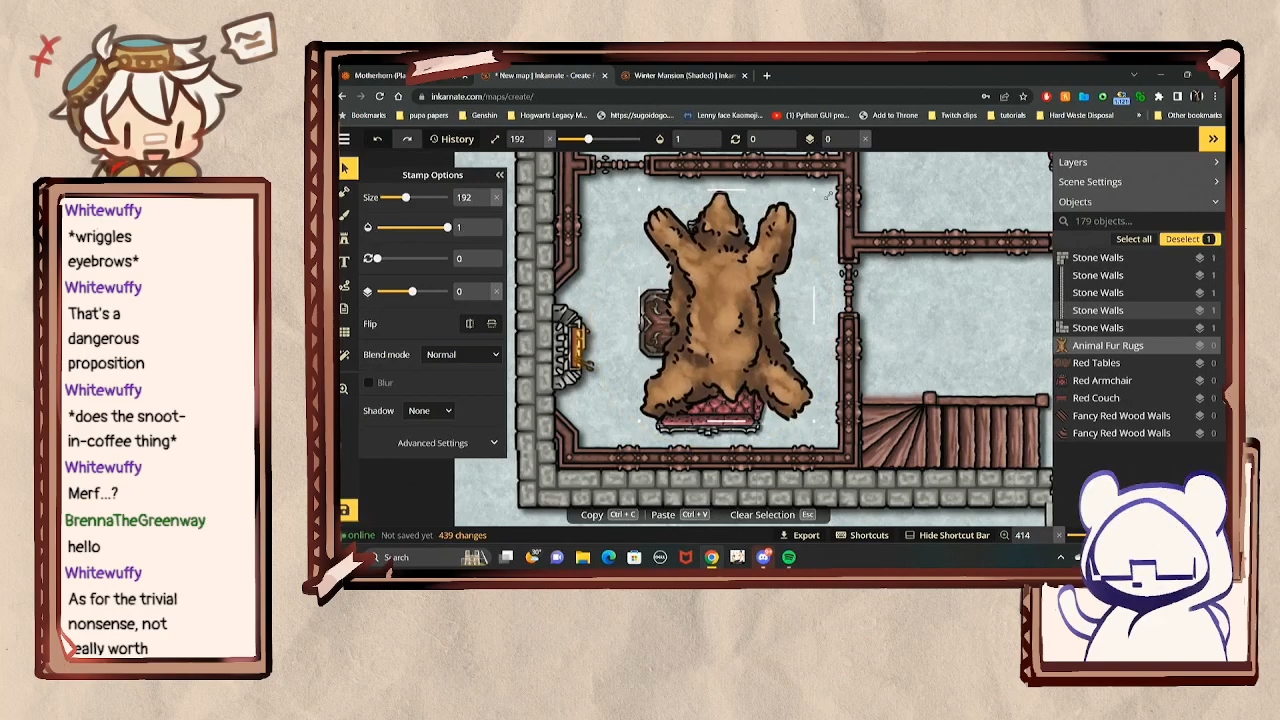 Motherhorn (Pla
* New map | Inkarnate - Create F
Winter Mansion (Shaded) | Inkarn
inkarnate.com/maps/create/
Bookmarks
pupa papers
Genshin
Hogwarts Legacy M...
https://sugoidogo....
Lenny face Kaomoji...
(1) Python GUI pro...
Add to Throne
Twitch clips
tutorials
Hard Waste Disposal
»
Other bookmarks
History
192
1
0
0
Stamp Options
Size
192
1
0
0
Flip
Blend mode
Normal
Blur
Shadow
None
Advanced Settings
Layers
Scene Settings
Objects
179 objects...
Select all
Deselect 1
Stone Walls 1
Stone Walls 1
Stone Walls 1
Stone Walls 1
Stone Walls 1
Animal Fur Rugs 0
Red Tables 0
Red Armchair 0
Red Couch 0
Fancy Red Wood Walls 0
Fancy Red Wood Walls 0
Copy Ctrl + C Paste Ctrl + V Clear Selection Esc
online Not saved yet 439 changes
Export
Shortcuts
Hide Shortcut Bar
414
Search
30°
DELL
Whitewuffy
*wriggles
eyebrows*
Whitewuffy
That's a
dangerous
proposition
Whitewuffy
*does the snoot-
in-coffee thing*
Whitewuffy
Merf...?
BrennaTheGreenway
hello
Whitewuffy
As for the trivial
nonsense, not
really worth